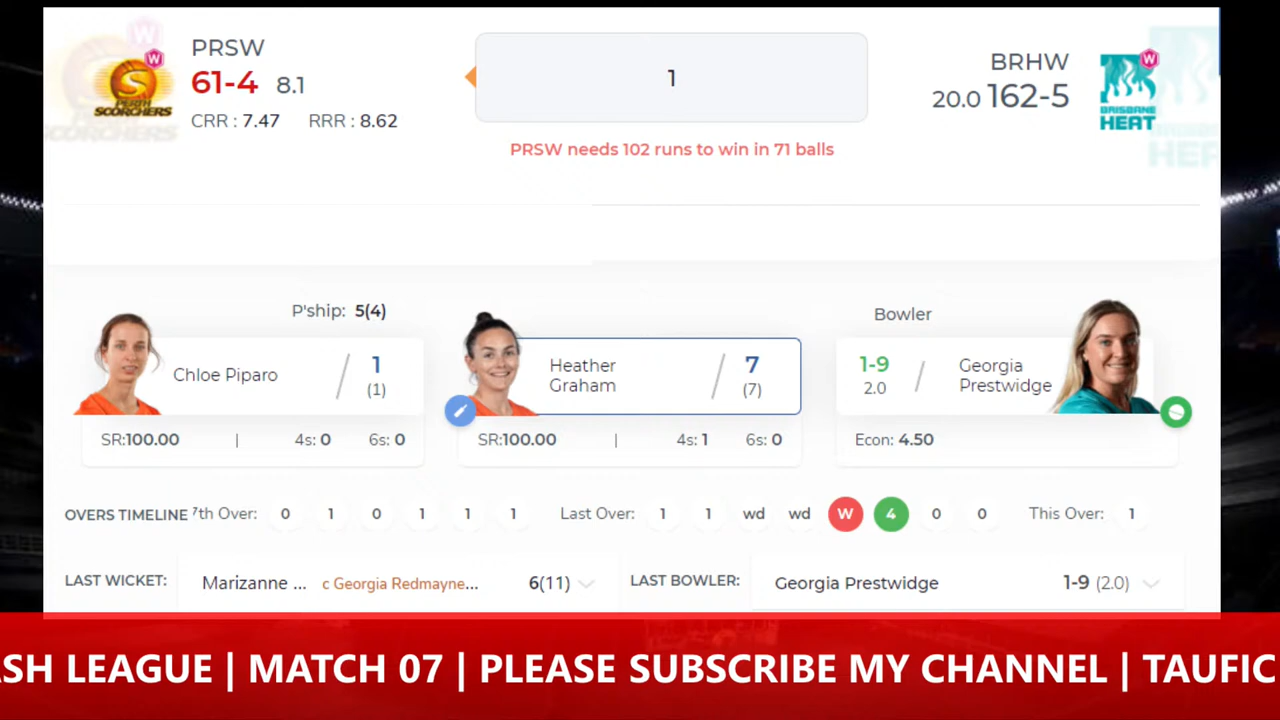 PRSW
61-4 8.1
CRR : 7.47 RRR : 8.62
W
PERTH
SCORCHERS
1
PRSW needs 102 runs to win in 71 balls
BRHW
20.0 162-5
W
BRISBANE
HEAT
P'ship: 5(4)
Chloe Piparo
1
(1)
SR:100.00 | 4s: 0 6s: 0
Heather
Graham
7
(7)
SR:100.00 | 4s: 1 6s: 0
Bowler
1-9
2.0
Georgia
Prestwidge
Econ: 4.50
OVERS TIMELINE 7th Over: 0 1 0 1 1 1 Last Over: 1 1 wd wd W 4 0 0 This Over: 1
LAST WICKET: Marizanne ... c Georgia Redmayne... 6(11) LAST BOWLER: Georgia Prestwidge 1-9 (2.0)
SH LEAGUE | MATCH 07 | PLEASE SUBSCRIBE MY CHANNEL | TAUFIC